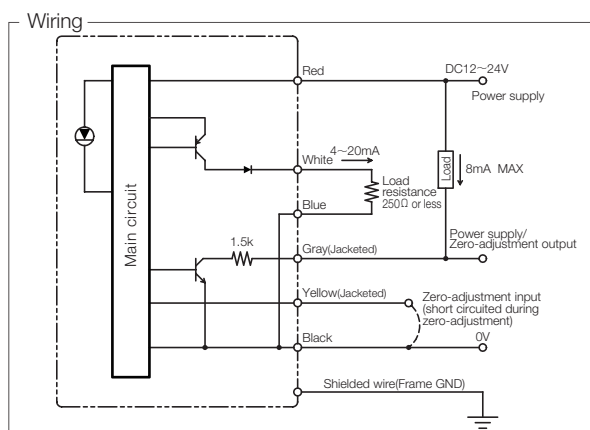 Wiring
Red
DC12~24V
Power supply
Main circuit
White
4~20mA
Load
8mA MAX
Load
resistance
250Ω or less
Blue
1.5k
Gray(Jacketed)
Power supply/
Zero-adjustment output
Yellow(Jacketed)
Zero-adjustment input
(short circuited during
zero-adjustment)
Black
0V
Shielded wire(Frame GND)